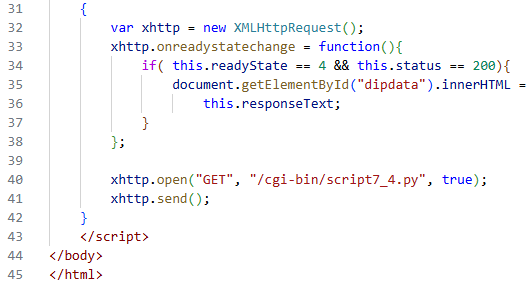 31 {
32 var xhttp = new XMLHttpRequest();
33 xhttp.onreadystatechange = function(){
34 if( this.readyState == 4 && this.status == 200){
35 document.getElementById("dipdata").innerHTML =
36 this.responseText;
37 }
38 };
39
40 xhttp.open("GET", "/cgi-bin/script7_4.py", true);
41 xhttp.send();
42 }
43 </script>
44 </body>
45 </html>